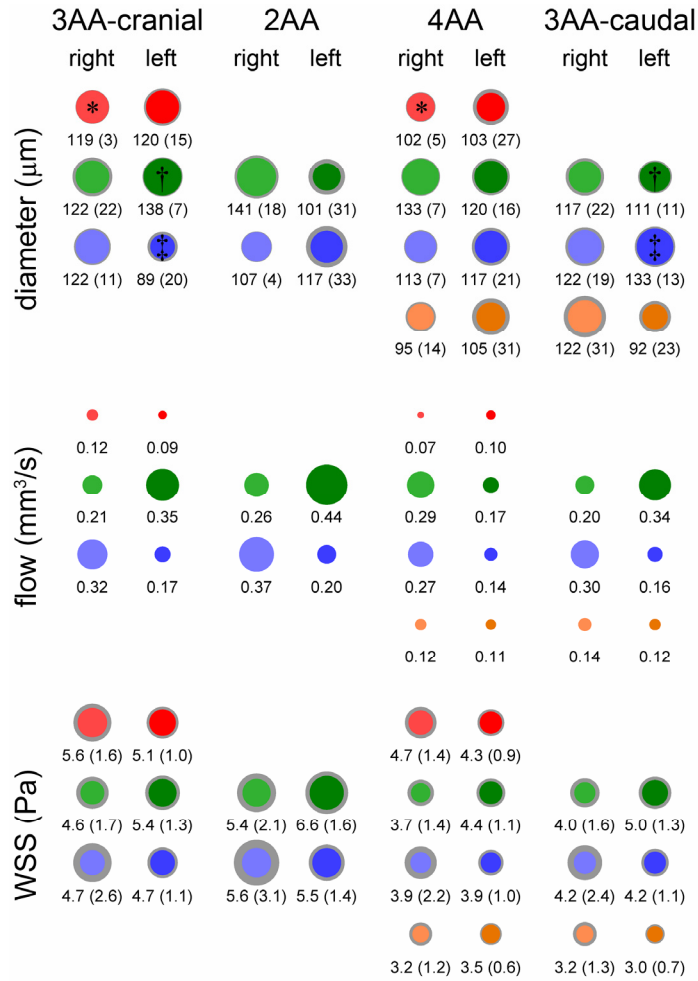 3AA-cranial 2AA 4AA 3AA-caudal
right left right left right left right left
diameter (μm)
* *
119 (3) 120 (15) 102 (5) 103 (27)
† †
122 (22) 138 (7) 141 (18) 101 (31) 133 (7) 120 (16) 117 (22) 111 (11)
‡ ‡
122 (11) 89 (20) 107 (4) 117 (33) 113 (7) 117 (21) 122 (19) 133 (13)
95 (14) 105 (31) 122 (31) 92 (23)
flow (mm³/s)
0.12 0.09 0.07 0.10
0.21 0.35 0.26 0.44 0.29 0.17 0.20 0.34
0.32 0.17 0.37 0.20 0.27 0.14 0.30 0.16
0.12 0.11 0.14 0.12
WSS (Pa)
5.6 (1.6) 5.1 (1.0) 4.7 (1.4) 4.3 (0.9)
4.6 (1.7) 5.4 (1.3) 5.4 (2.1) 6.6 (1.6) 3.7 (1.4) 4.4 (1.1) 4.0 (1.6) 5.0 (1.3)
4.7 (2.6) 4.7 (1.1) 5.6 (3.1) 5.5 (1.4) 3.9 (2.2) 3.9 (1.0) 4.2 (2.4) 4.2 (1.1)
3.2 (1.2) 3.5 (0.6) 3.2 (1.3) 3.0 (0.7)